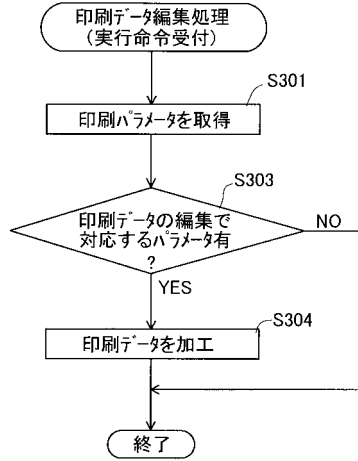 印刷データ編集処理
(実行命令受付)
S301
印刷パラメータを取得
S303
印刷データの編集で
対応するパラメータ有
?
NO
YES
S304
印刷データを加工
終了